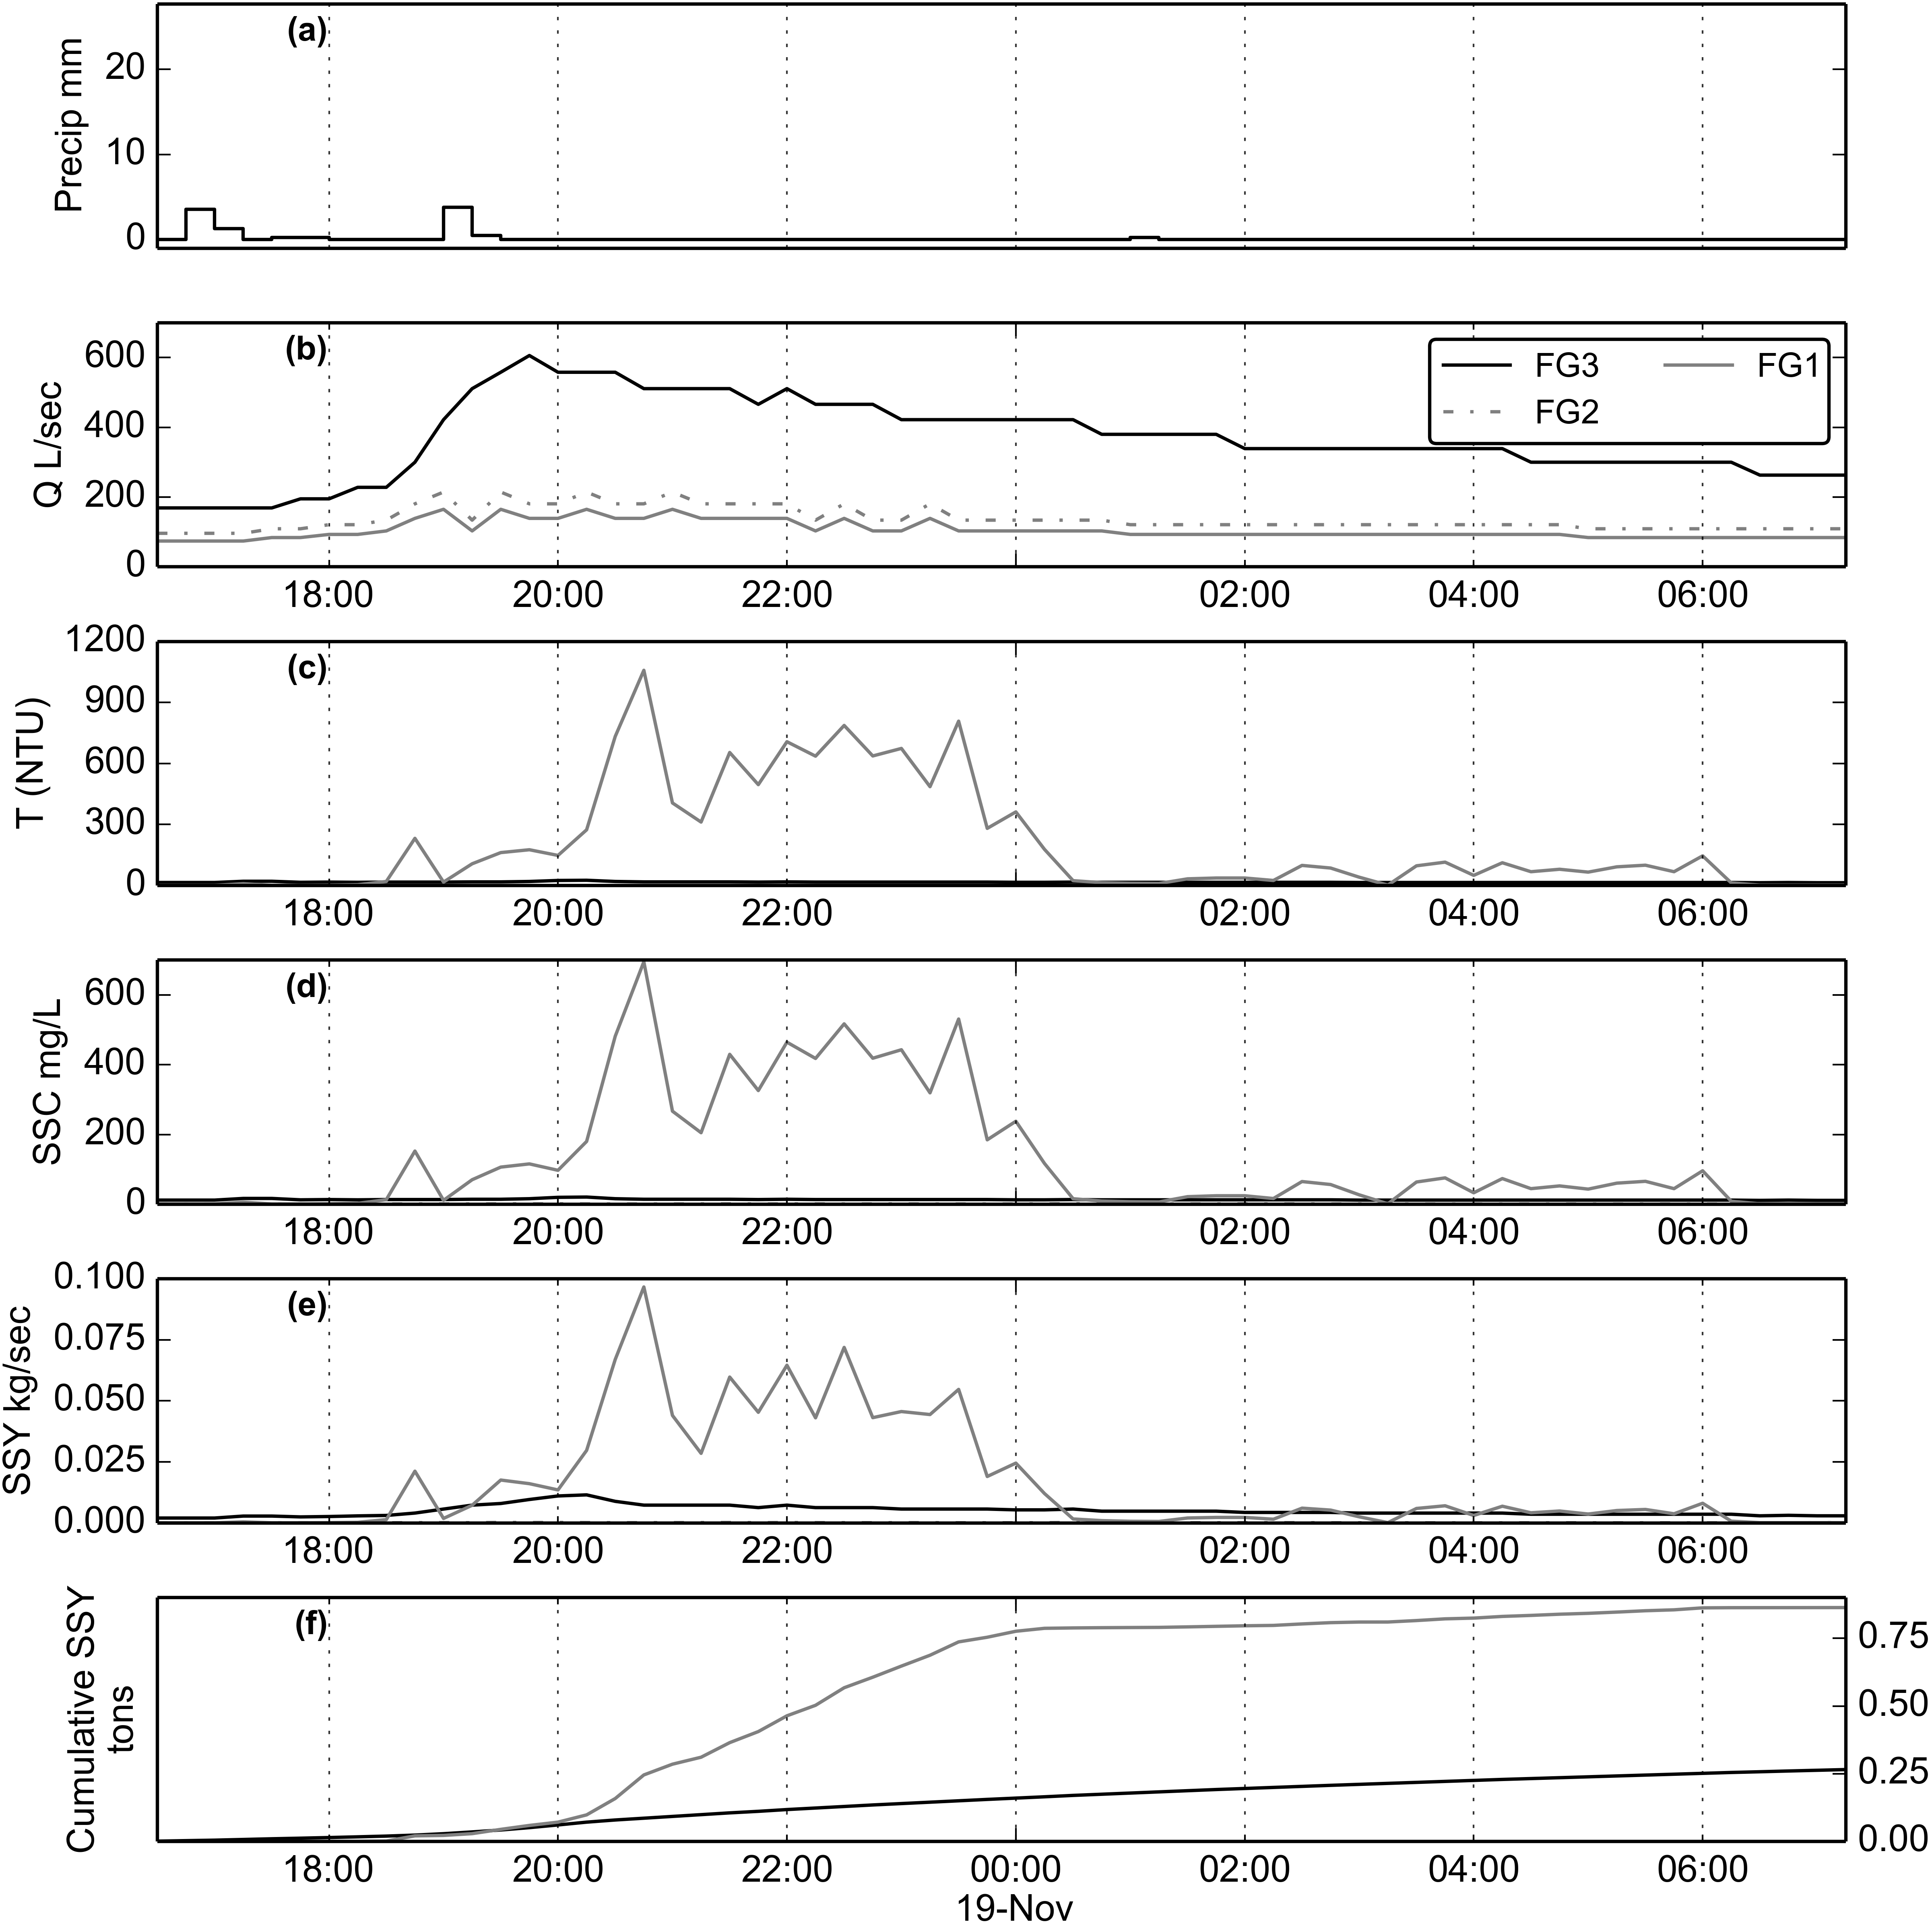 (a)
Precip mm
20
10
0
(b)
Q L/sec
600
400
200
0
FG3 FG1
FG2
18:00 20:00 22:00 02:00 04:00 06:00
(c)
T (NTU)
1200
900
600
300
0
18:00 20:00 22:00 02:00 04:00 06:00
(d)
SSC mg/L
600
400
200
0
18:00 20:00 22:00 02:00 04:00 06:00
(e)
SSY kg/sec
0.100
0.075
0.050
0.025
0.000
18:00 20:00 22:00 02:00 04:00 06:00
(f)
Cumulative SSY
tons
0.75
0.50
0.25
0.00
18:00 20:00 22:00 00:00 02:00 04:00 06:00
19-Nov